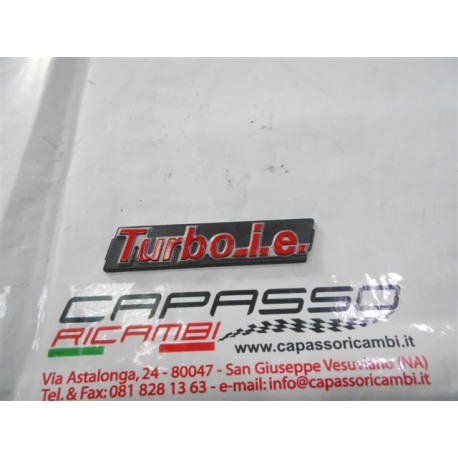 Turbo i.e.
CAPASSO
RICAMBI
www.capassoricambi.it
Via Astalonga, 24 - 80047 - San Giuseppe Vesuviano (NA)
Tel. & Fax: 081 828 13 63 - e-mail: info@capassoricambi.it